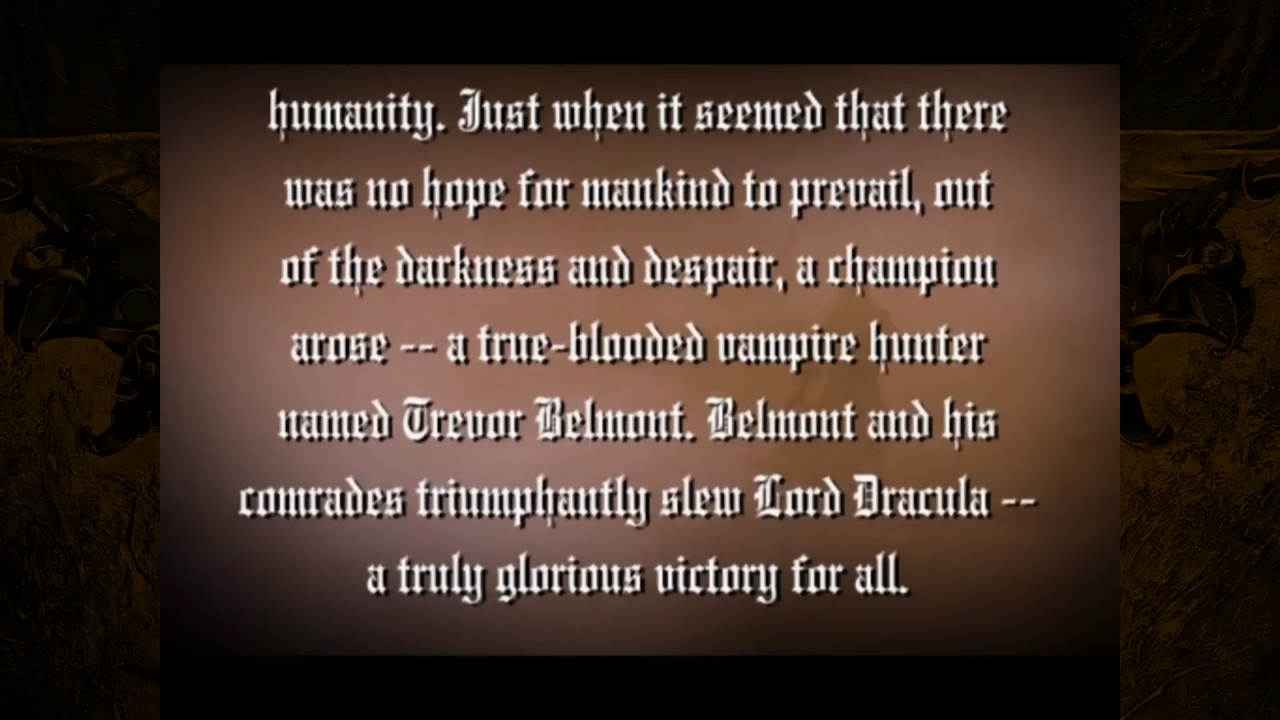 humanity. Just when it seemed that there
was no hope for mankind to prevail, out
of the darkness and despair, a champion
arose -- a true-blooded vampire hunter
named Trevor Belmont. Belmont and his
comrades triumphantly slew Lord Dracula --
a truly glorious victory for all.